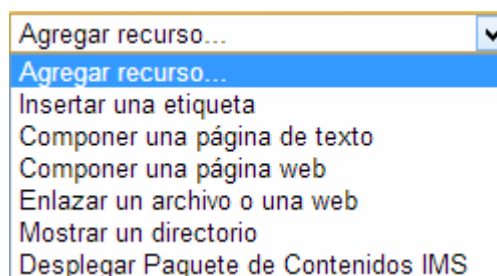 Agregar recurso...
Agregar recurso...
Insertar una etiqueta
Componer una página de texto
Componer una página web
Enlazar un archivo o una web
Mostrar un directorio
Desplegar Paquete de Contenidos IMS